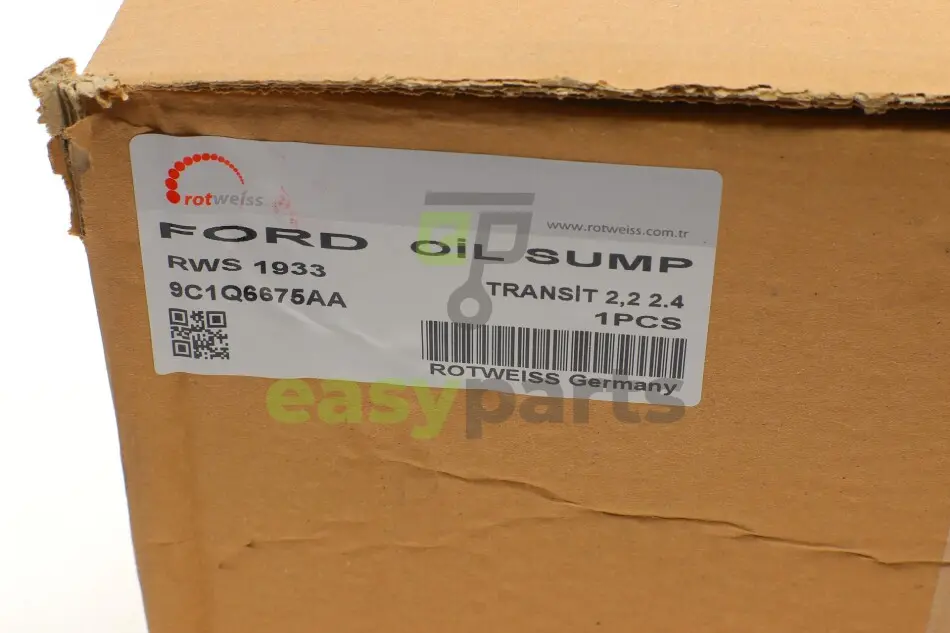 rotweiss
www.rotweiss.com.tr
FORD OİL SUMP
RWS 1933
TRANSİT 2,2 2.4
9C1Q6675AA
1PCS
ROTWEISS Germany
easyparts